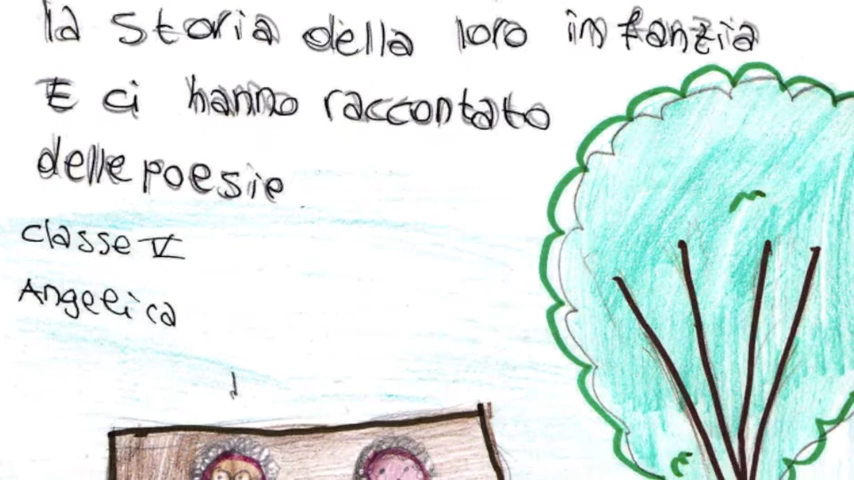 la storia della loro infanzia
E ci hanno raccontato
delle poesie
classe V
Angelica